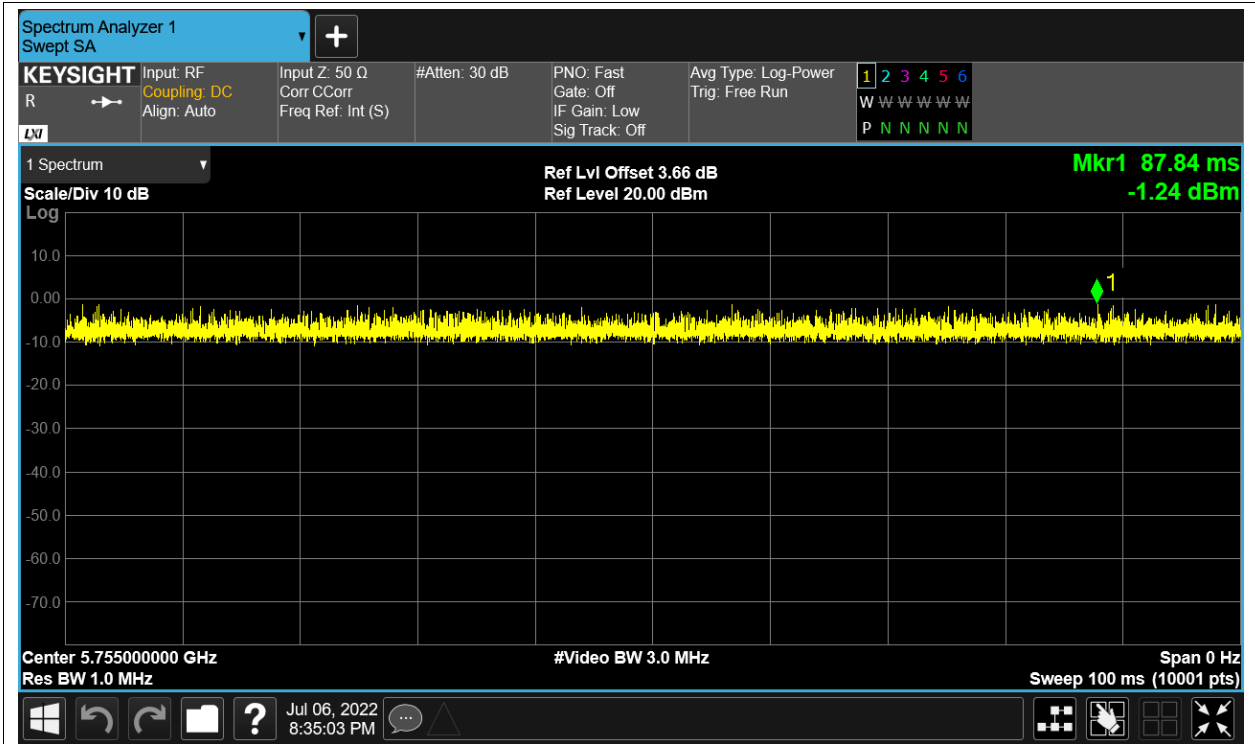 Spectrum Analyzer 1
Swept SA
KEYSIGHT
R
LXI
Input: RF
Coupling: DC
Align: Auto
Input Z: 50 Ω
Corr CCorr
Freq Ref: Int (S)
#Atten: 30 dB
PNO: Fast
Gate: Off
IF Gain: Low
Sig Track: Off
Avg Type: Log-Power
Trig: Free Run
1 2 3 4 5 6
W W W W W W
P N N N N N
1 Spectrum
Scale/Div 10 dB
Ref Lvl Offset 3.66 dB
Ref Level 20.00 dBm
Mkr1 87.84 ms
-1.24 dBm
Log
10.0
0.00
-10.0
-20.0
-30.0
-40.0
-50.0
-60.0
-70.0
1
Center 5.755000000 GHz
#Video BW 3.0 MHz
Span 0 Hz
Res BW 1.0 MHz
Sweep 100 ms (10001 pts)
?
Jul 06, 2022
8:35:03 PM